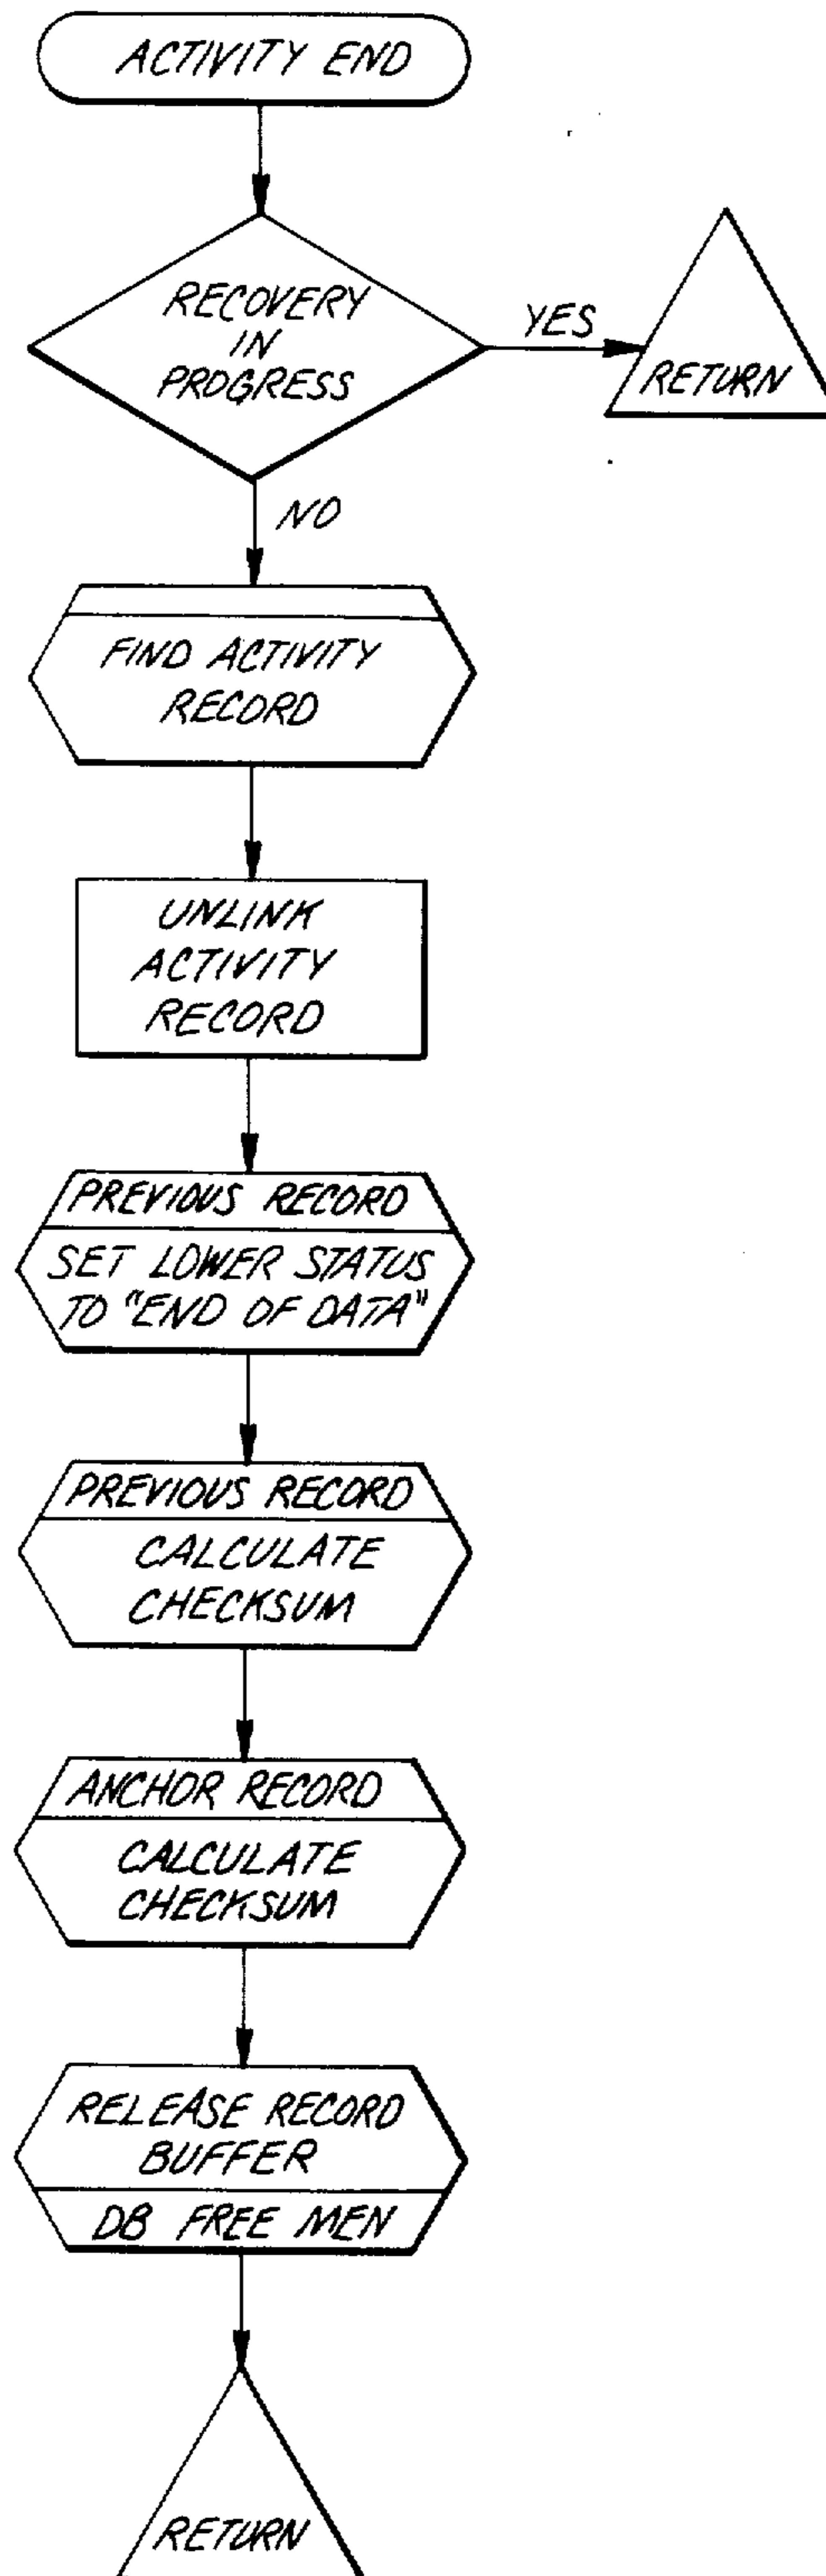 ACTIVITY END
RECOVERY
IN
PROGRESS
YES
RETURN
NO
FIND ACTIVITY
RECORD
UNLINK
ACTIVITY
RECORD
PREVIOUS RECORD
SET LOWER STATUS
TO "END OF DATA"
PREVIOUS RECORD
CALCULATE
CHECKSUM
ANCHOR RECORD
CALCULATE
CHECKSUM
RELEASE RECORD
BUFFER
DB FREE MEN
RETURN